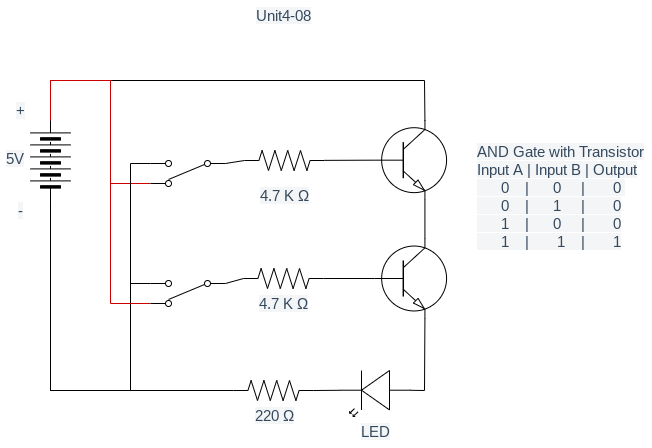 Unit4-08
+
5V
-
4.7 K Ω
4.7 K Ω
220 Ω
LED
AND Gate with Transistor
Input A | Input B | Output
0 | 0 | 0
0 | 1 | 0
1 | 0 | 0
1 | 1 | 1